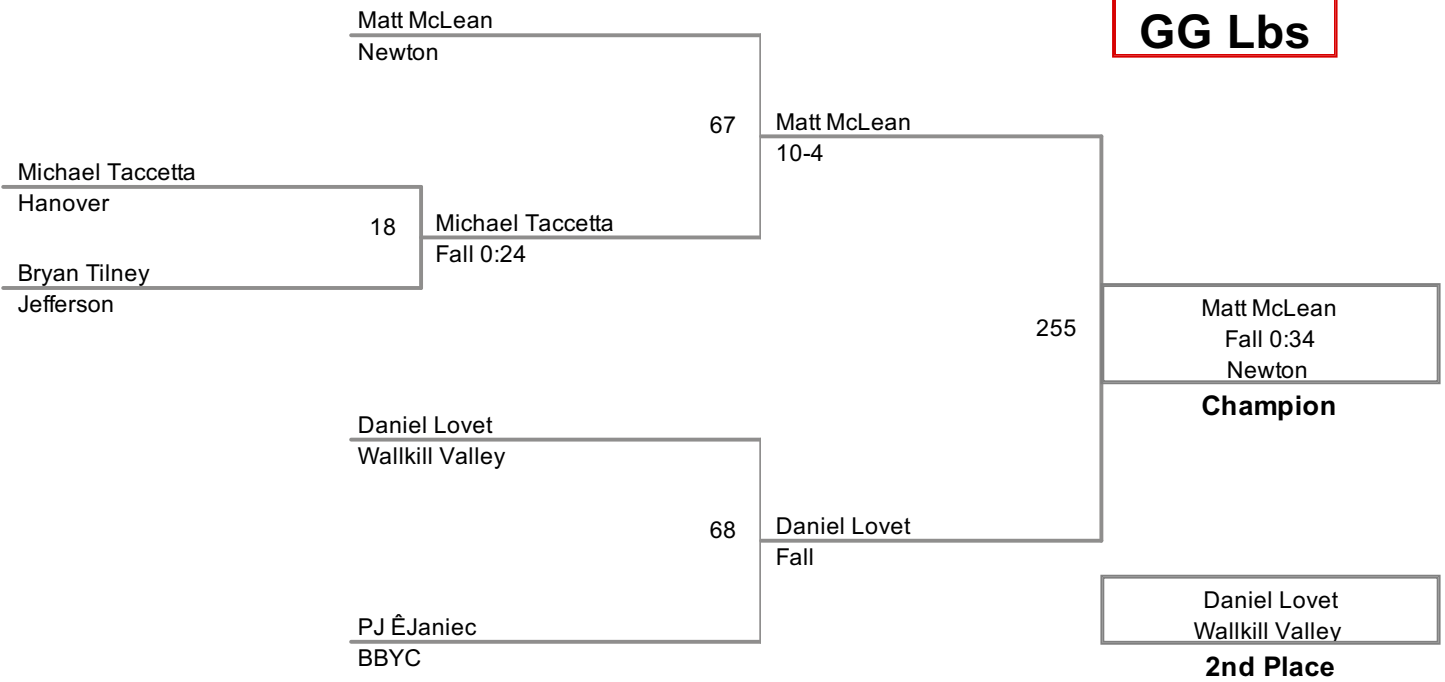 GG Lbs
Matt McLean
Newton
67
Matt McLean
10-4
Michael Taccetta
Hanover
18
Michael Taccetta
Fall 0:24
Bryan Tilney
Jefferson
255
Matt McLean
Fall 0:34
Newton
Champion
Daniel Lovet
Wallkill Valley
68
Daniel Lovet
Fall
PJ ÊJaniec
BBYC
Daniel Lovet
Wallkill Valley
2nd Place